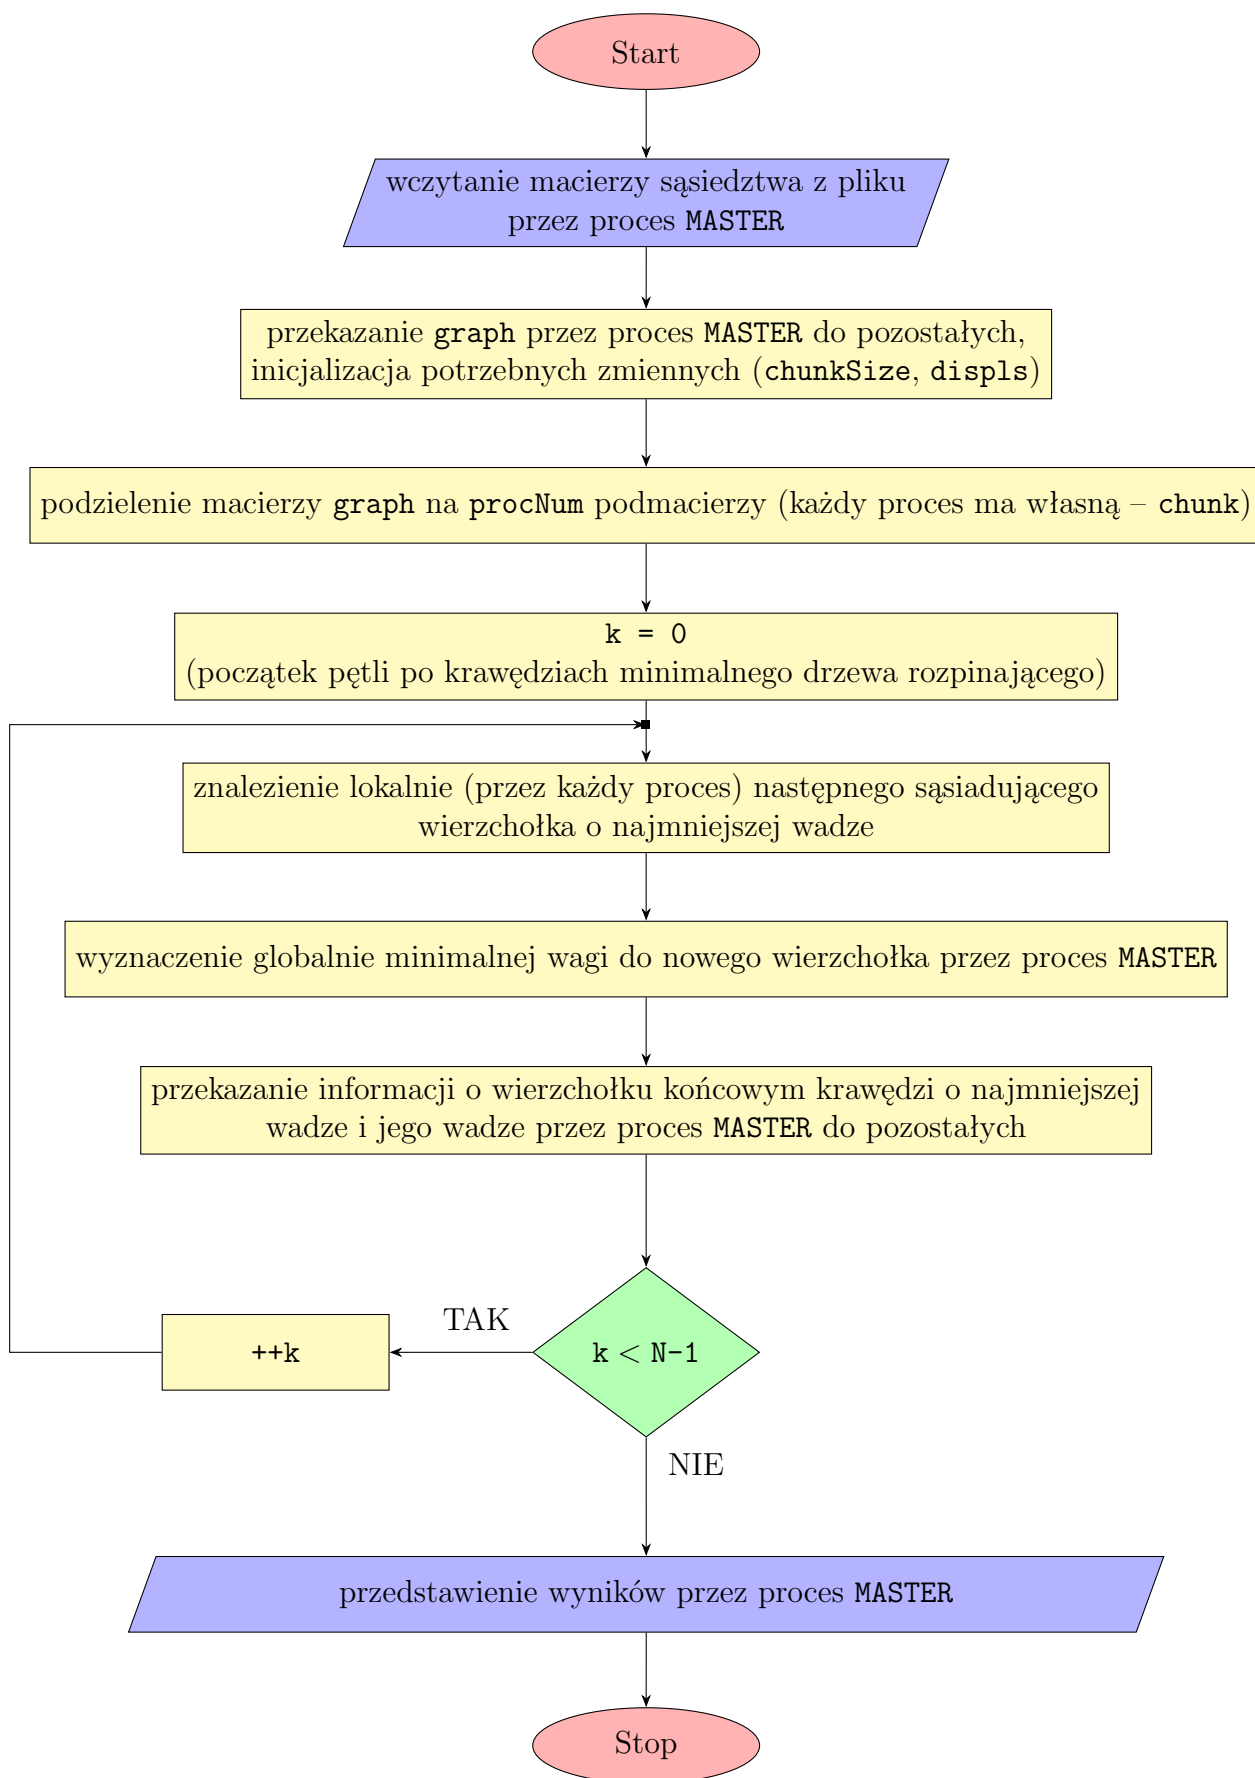 Start
wczytanie macierzy sąsiedztwa z pliku
przez proces MASTER
przekazanie graph przez proces MASTER do pozostałych,
inicjalizacja potrzebnych zmiennych (chunkSize, displs)
podzielenie macierzy graph na procNum podmacierzy (każdy proces ma własną – chunk)
k = 0
(początek pętli po krawędziach minimalnego drzewa rozpinającego)
znalezienie lokalnie (przez każdy proces) następnego sąsiadującego
wierzchołka o najmniejszej wadze
wyznaczenie globalnie minimalnej wagi do nowego wierzchołka przez proces MASTER
przekazanie informacji o wierzchołku końcowym krawędzi o najmniejszej
wadze i jego wadze przez proces MASTER do pozostałych
TAK
++k
k < N-1
NIE
przedstawienie wyników przez proces MASTER
Stop